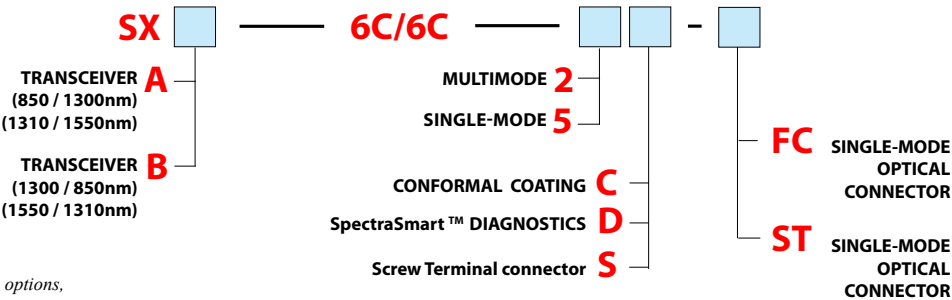 SX — 6C/6C — -
TRANSCEIVER A
(850 / 1300nm)
(1310 / 1550nm)
TRANSCEIVER B
(1300 / 850nm)
(1550 / 1310nm)
MULTIMODE 2
SINGLE-MODE 5
CONFORMAL COATING C
SpectraSmart ™ DIAGNOSTICS D
Screw Terminal connector S
FC SINGLE-MODE
OPTICAL
CONNECTOR
ST SINGLE-MODE
OPTICAL
CONNECTOR
options,